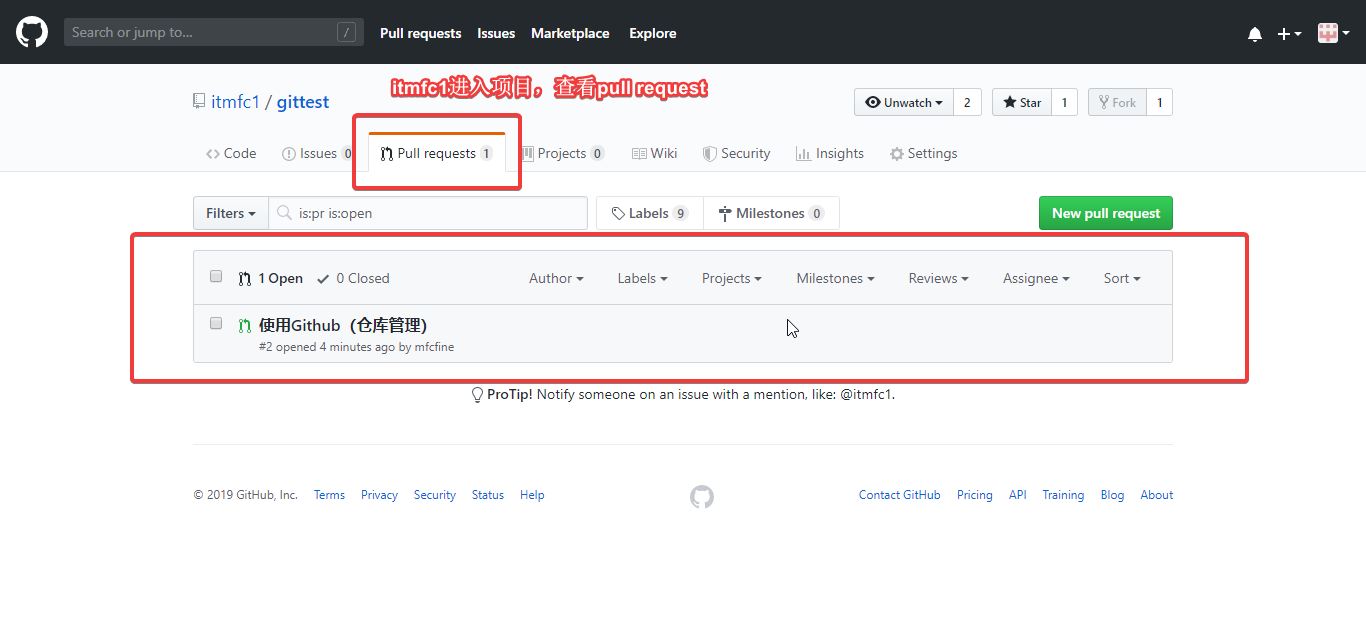 Search or jump to... /
Pull requests Issues Marketplace Explore
itmfc1进入项目，查看pull request
itmfc1 / gittest
Unwatch 2 Star 1 Fork 1
Code Issues 0 Pull requests 1 Projects 0 Wiki Security Insights Settings
Filters is:pr is:open Labels 9 Milestones 0 New pull request
1 Open 0 Closed Author Labels Projects Milestones Reviews Assignee Sort
使用Github（仓库管理)
#2 opened 4 minutes ago by mfcfine
ProTip! Notify someone on an issue with a mention, like: @itmfc1.
© 2019 GitHub, Inc. Terms Privacy Security Status Help Contact GitHub Pricing API Training Blog About